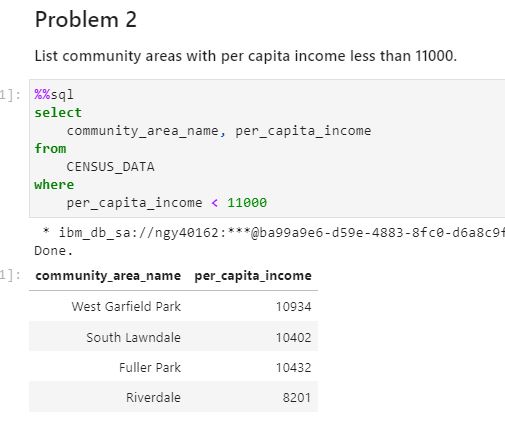 Problem 2
List community areas with per capita income less than 11000.
1]: %%sql
select
community_area_name, per_capita_income
from
CENSUS_DATA
where
per_capita_income < 11000
* ibm_db_sa://ngy40162:***@ba99a9e6-d59e-4883-8fc0-d6a8c9f
Done.
1]: community_area_name per_capita_income
West Garfield Park 10934
South Lawndale 10402
Fuller Park 10432
Riverdale 8201